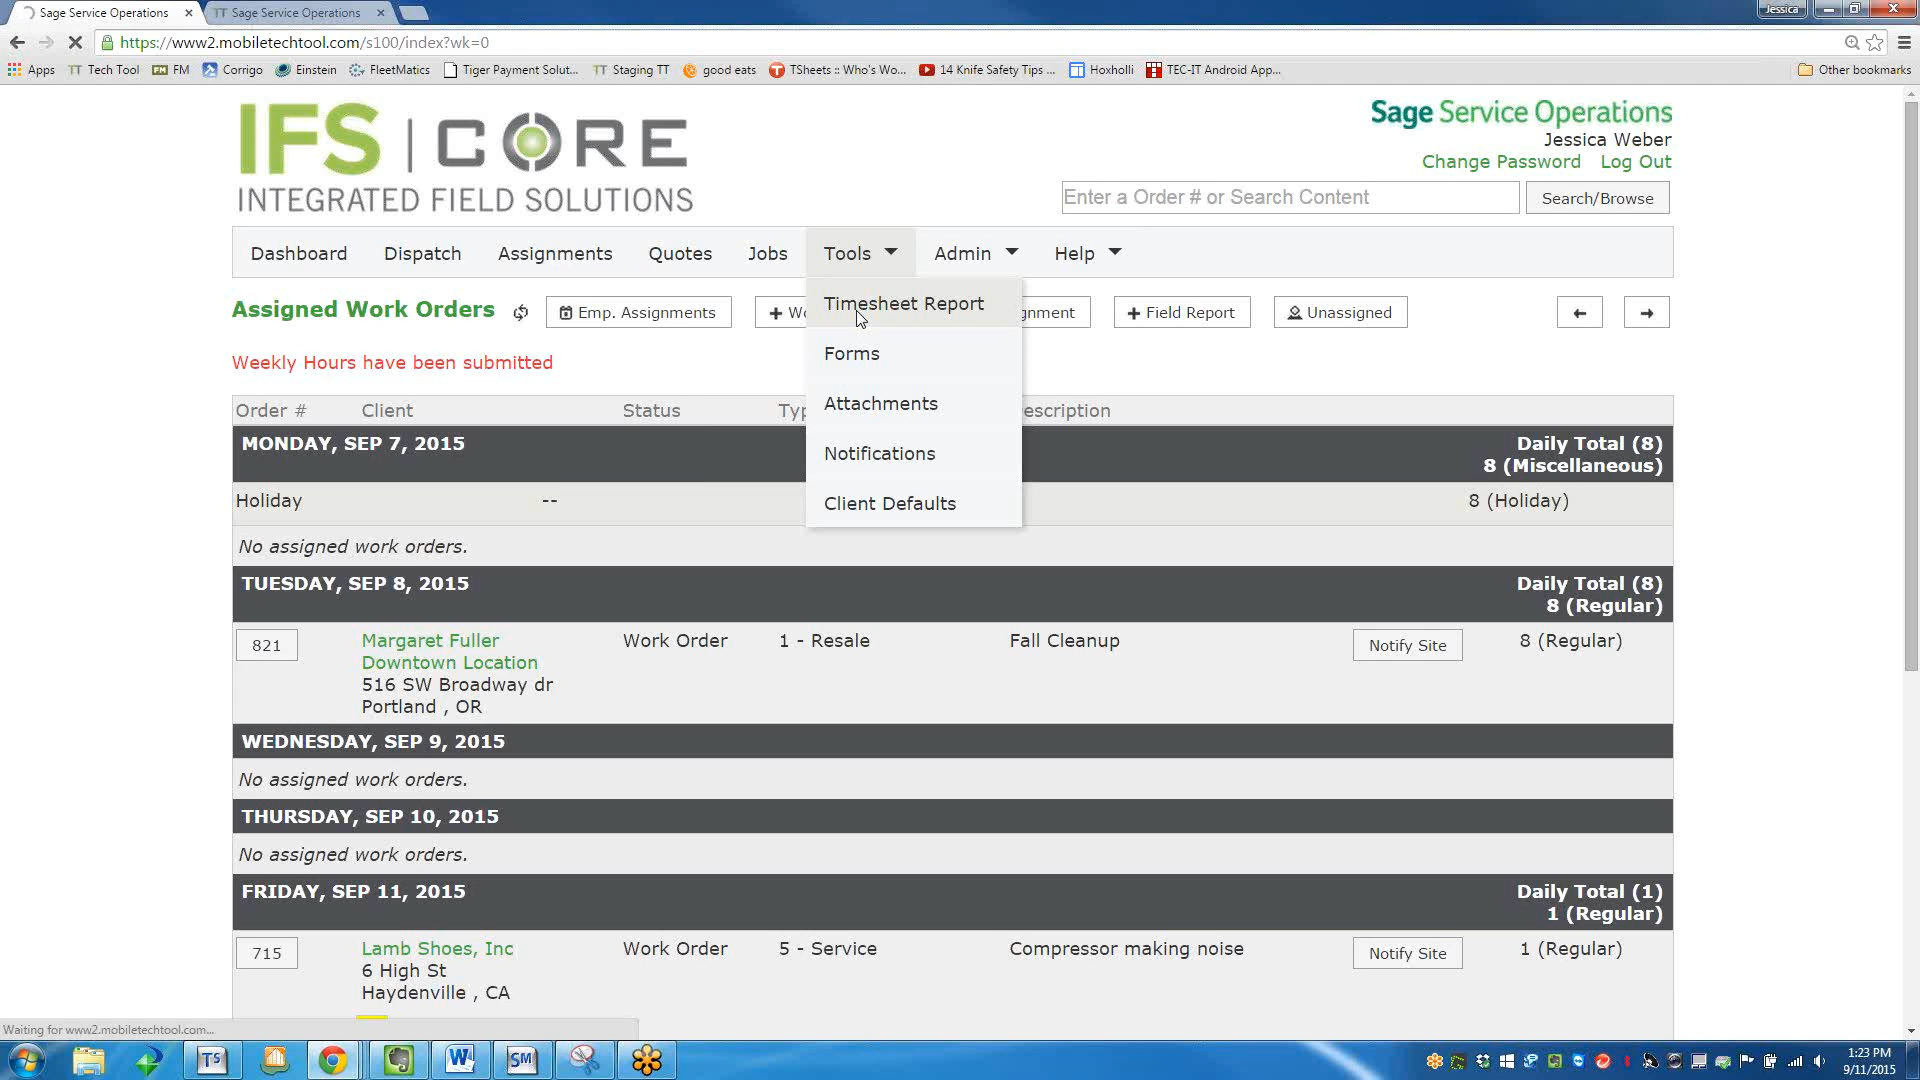 Sage Service Operations
TT Sage Service Operations
Jessica
https://www2.mobiletechtool.com/s100/index?wk=0
Apps
TT Tech Tool
FM FM
Corrigo
Einstein
FleetMatics
Tiger Payment Solut...
TT Staging TT
good eats
TSheets :: Who's Wo...
14 Knife Safety Tips ...
Hoxholli
TEC-IT Android App...
Other bookmarks
IFS | CORE
INTEGRATED FIELD SOLUTIONS
Sage Service Operations
Jessica Weber
Change Password Log Out
Enter a Order # or Search Content
Search/Browse
Dashboard Dispatch Assignments Quotes Jobs Tools Admin Help
Timesheet Report
Forms
Attachments
Notifications
Client Defaults
Assigned Work Orders
Emp. Assignments
+ Wo
gnment
+ Field Report
Unassigned
Weekly Hours have been submitted
Order # Client Status Typ escription
MONDAY, SEP 7, 2015 Daily Total (8)
8 (Miscellaneous)
Holiday -- 8 (Holiday)
No assigned work orders.
TUESDAY, SEP 8, 2015 Daily Total (8)
8 (Regular)
821 Margaret Fuller Work Order 1 - Resale Fall Cleanup Notify Site 8 (Regular)
Downtown Location
516 SW Broadway dr
Portland , OR
WEDNESDAY, SEP 9, 2015
No assigned work orders.
THURSDAY, SEP 10, 2015
No assigned work orders.
FRIDAY, SEP 11, 2015 Daily Total (1)
1 (Regular)
715 Lamb Shoes, Inc Work Order 5 - Service Compressor making noise Notify Site 1 (Regular)
6 High St
Haydenville , CA
Waiting for www2.mobiletechtool.com...
TS
W
SM
1:23 PM
9/11/2015